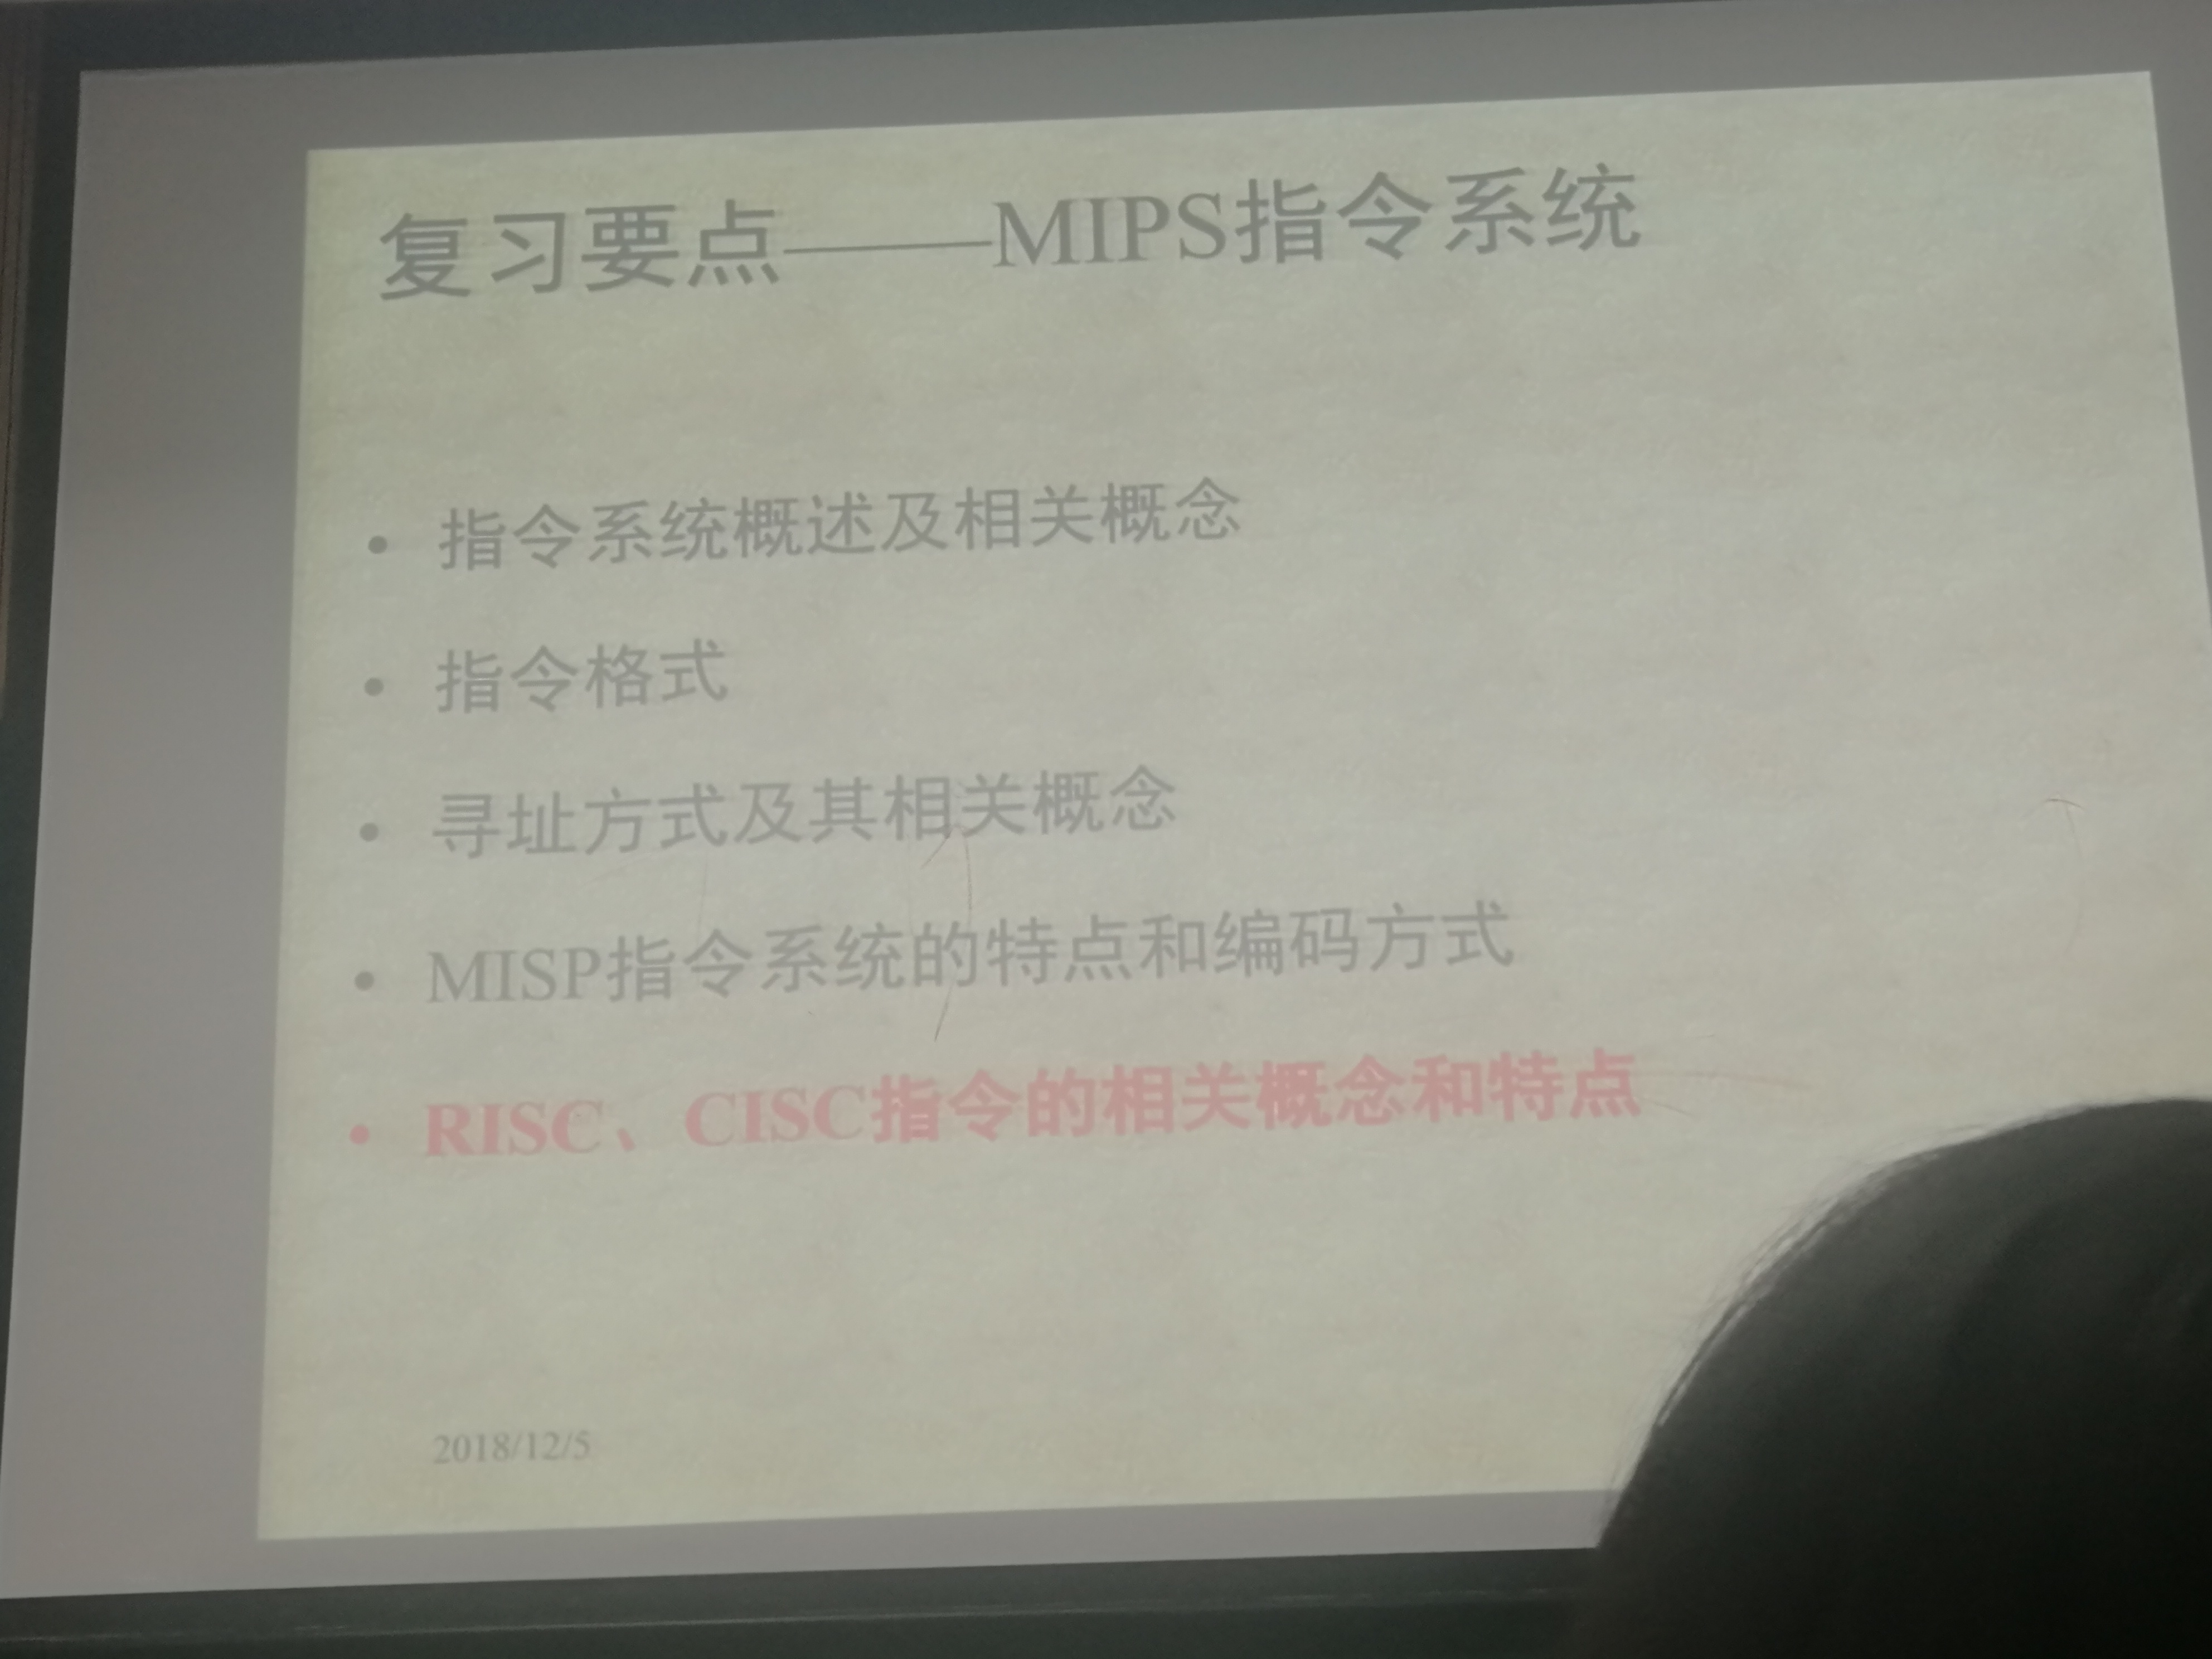 复习要点——MIPS指令系统
• 指令系统概述及相关概念
• 指令格式
• 寻址方式及其相关概念
• MISP指令系统的特点和编码方式
• RISC、CISC指令的相关概念和特点
2018/12/5